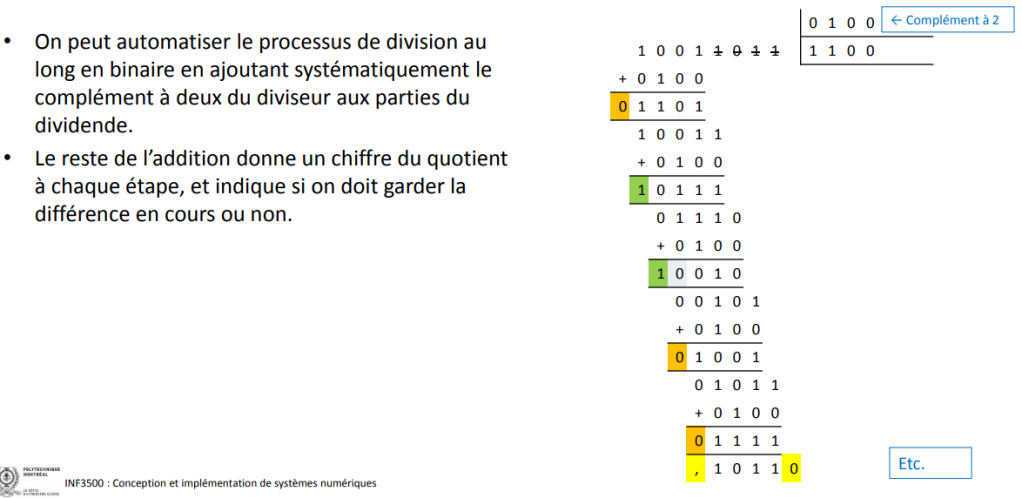 • On peut automatiser le processus de division au
long en binaire en ajoutant systématiquement le
complément à deux du diviseur aux parties du
dividende.
• Le reste de l’addition donne un chiffre du quotient
à chaque étape, et indique si on doit garder la
différence en cours ou non.
0 1 0 0 ← Complément à 2
1 0 0 1 1 0 1 1 1 1 0 0
+ 0 1 0 0
0 1 1 0 1
1 0 0 1 1
+ 0 1 0 0
1 0 1 1 1
0 1 1 1 0
+ 0 1 0 0
1 0 0 1 0
0 0 1 0 1
+ 0 1 0 0
0 1 0 0 1
0 1 0 1 1
+ 0 1 0 0
0 1 1 1 1
, 1 0 1 1 0
Etc.
POLYTECHNIQUE
MONTRÉAL
INF3500 : Conception et implémentation de systèmes numériques